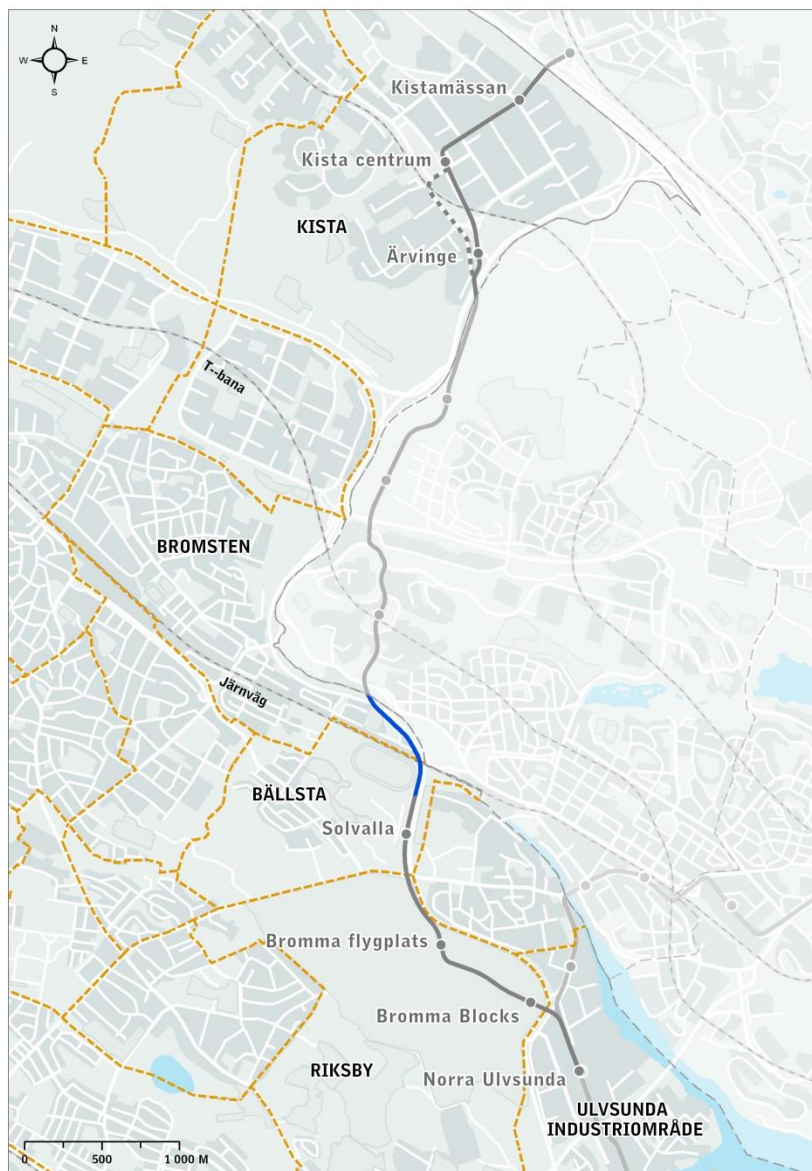 N
W E
S
Kistamässan
Kista centrum
KISTA
Ärvinge
T--bana
BROMSTEN
Järnväg
BÄLLSTA
Solvalla
Bromma flygplats
Bromma Blocks
RIKSBY
Norra Ulvsunda
ULVSUNDA
INDUSTRIOMRÅDE
0 500 1 000 M